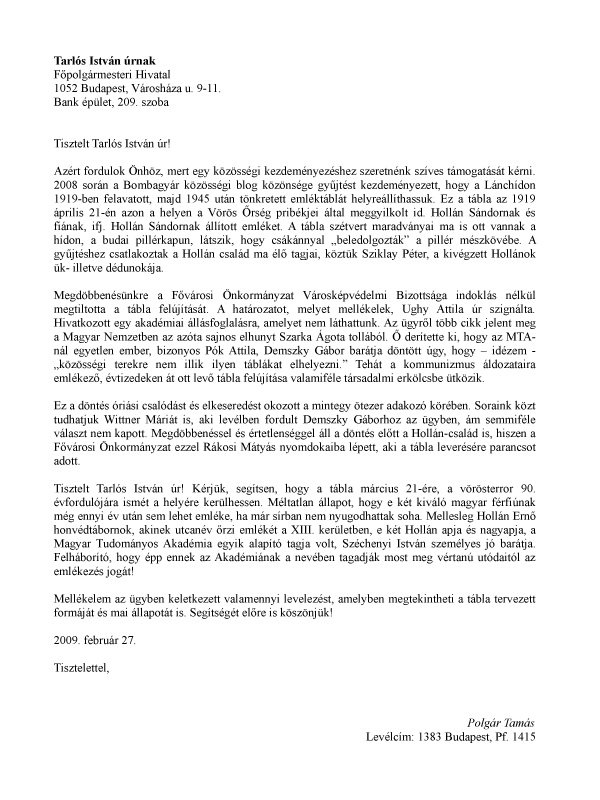 Tarlós István úrnak
Főpolgármesteri Hivatal
1052 Budapest, Városháza u. 9-11.
Bank épület, 209. szoba
Tisztelt Tarlós István úr!
Azért fordulok Önhöz, mert egy közösségi kezdeményezéshez szeretnénk szíves támogatását kérni.
2008 során a Bombagyár közösségi blog közönsége gyűjtést kezdeményezett, hogy a Lánchídon
1919-ben felavatott, majd 1945 után tönkretett emléktáblát helyreállíthassuk. Ez a tábla az 1919
április 21-én azon a helyen a Vörös Őrség pribékjei által meggyilkolt id. Hollán Sándornak és
fiának, ifj. Hollán Sándornak állított emléket. A tábla szétvert maradványai ma is ott vannak a
hídon, a budai pillérkapun, látszik, hogy csákánnyal „beledolgozták” a pillér mészkövébe. A
gyűjtéshez csatlakoztak a Hollán család ma élő tagjai, köztük Sziklay Péter, a kivégzett Hollánok
ük- illetve dédunokája.
Megdöbbenésünkre a Fővárosi Önkormányzat Városképvédelmi Bizottsága indoklás nélkül
megtiltotta a tábla felújítását. A határozatot, melyet mellékelek, Ughy Attila úr szignálta.
Hivatkozott egy akadémiai állásfoglalásra, amelyet nem láthattunk. Az ügyről több cikk jelent meg
a Magyar Nemzetben az azóta sajnos elhunyt Szarka Ágota tollából. Ő derítette ki, hogy az MTA-
nál egyetlen ember, bizonyos Pók Attila, Demszky Gábor barátja döntött úgy, hogy – idézem -
„közösségi terekre nem illik ilyen táblákat elhelyezni.” Tehát a kommunizmus áldozataira
emlékező, évtizedeken át ott levő tábla felújítása valamiféle társadalmi erkölcsbe ütközik.
Ez a döntés óriási csalódást és elkeseredést okozott a mintegy ötezer adakozó körében. Soraink közt
tudhatjuk Wittner Máriát is, aki levélben fordult Demszky Gáborhoz az ügyben, ám semmiféle
választ nem kapott. Megdöbbenéssel és értetlenséggel áll a döntés előtt a Hollán-család is, hiszen a
Fővárosi Önkormányzat ezzel Rákosi Mátyás nyomdokaiba lépett, aki a tábla leverésére parancsot
adott.
Tisztelt Tarlós István úr! Kérjük, segítsen, hogy a tábla március 21-ére, a vörösterror 90.
évfordulójára ismét a helyére kerülhessen. Méltatlan állapot, hogy e két kiváló magyar férfiúnak
még ennyi év után sem lehet emléke, ha már sírban nem nyugodhattak soha. Mellesleg Hollán Ernő
honvédtábornok, akinek utcanév őrzi emlékét a XIII. kerületben, e két Hollán apja és nagyapja, a
Magyar Tudományos Akadémia egyik alapító tagja volt, Széchenyi István személyes jó barátja.
Felháborító, hogy épp ennek az Akadémiának a nevében tagadják most meg vértanú utódaitól az
emlékezés jogát!
Mellékelem az ügyben keletkezett valamennyi levelezést, amelyben megtekintheti a tábla tervezett
formáját és mai állapotát is. Segítségét előre is köszönjük!
2009. február 27.
Tisztelettel,
Polgár Tamás
Levélcím: 1383 Budapest, Pf. 1415